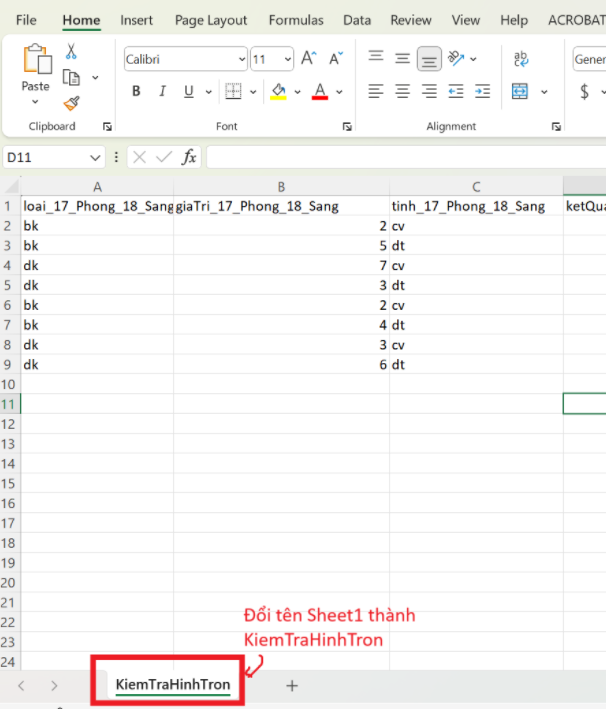 File Home Insert Page Layout Formulas Data Review View Help ACROBAT
Paste
Calibri 11 A A ab
B I U A $
Clipboard Font Alignment
D11 fx
A B C
1 loai_17_Phong_18_Sang giaTri_17_Phong_18_Sang tinh_17_Phong_18_Sang
2 bk 2 cv
3 bk 5 dt
4 dk 7 cv
5 dk 3 dt
6 bk 2 cv
7 bk 4 dt
8 dk 3 cv
9 dk 6 dt
10
11
12
13
14
15
16
17
18
19
20
21
22
23
24
Đổi tên Sheet1 thành
KiemTraHinhTron
KiemTraHinhTron